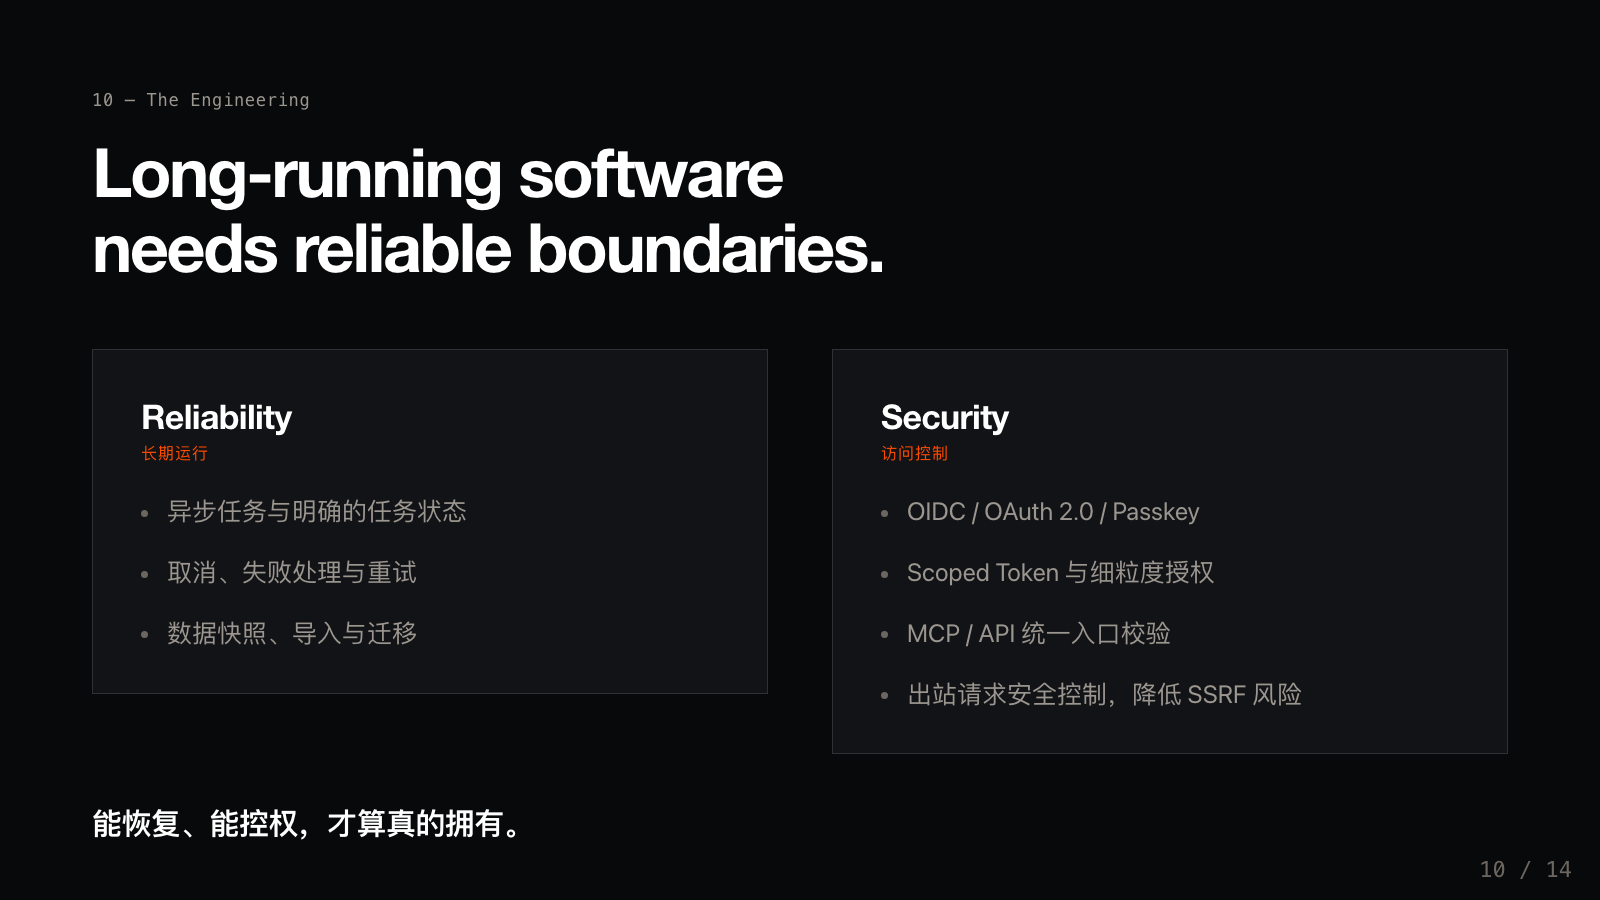 10 — The Engineering
Long-running software
needs reliable boundaries.
Reliability
长期运行
• 异步任务与明确的任务状态
• 取消、失败处理与重试
• 数据快照、导入与迁移
Security
访问控制
• OIDC / OAuth 2.0 / Passkey
• Scoped Token 与细粒度授权
• MCP / API 统一入口校验
• 出站请求安全控制，降低 SSRF 风险
能恢复、能控权，才算真的拥有。
10 / 14